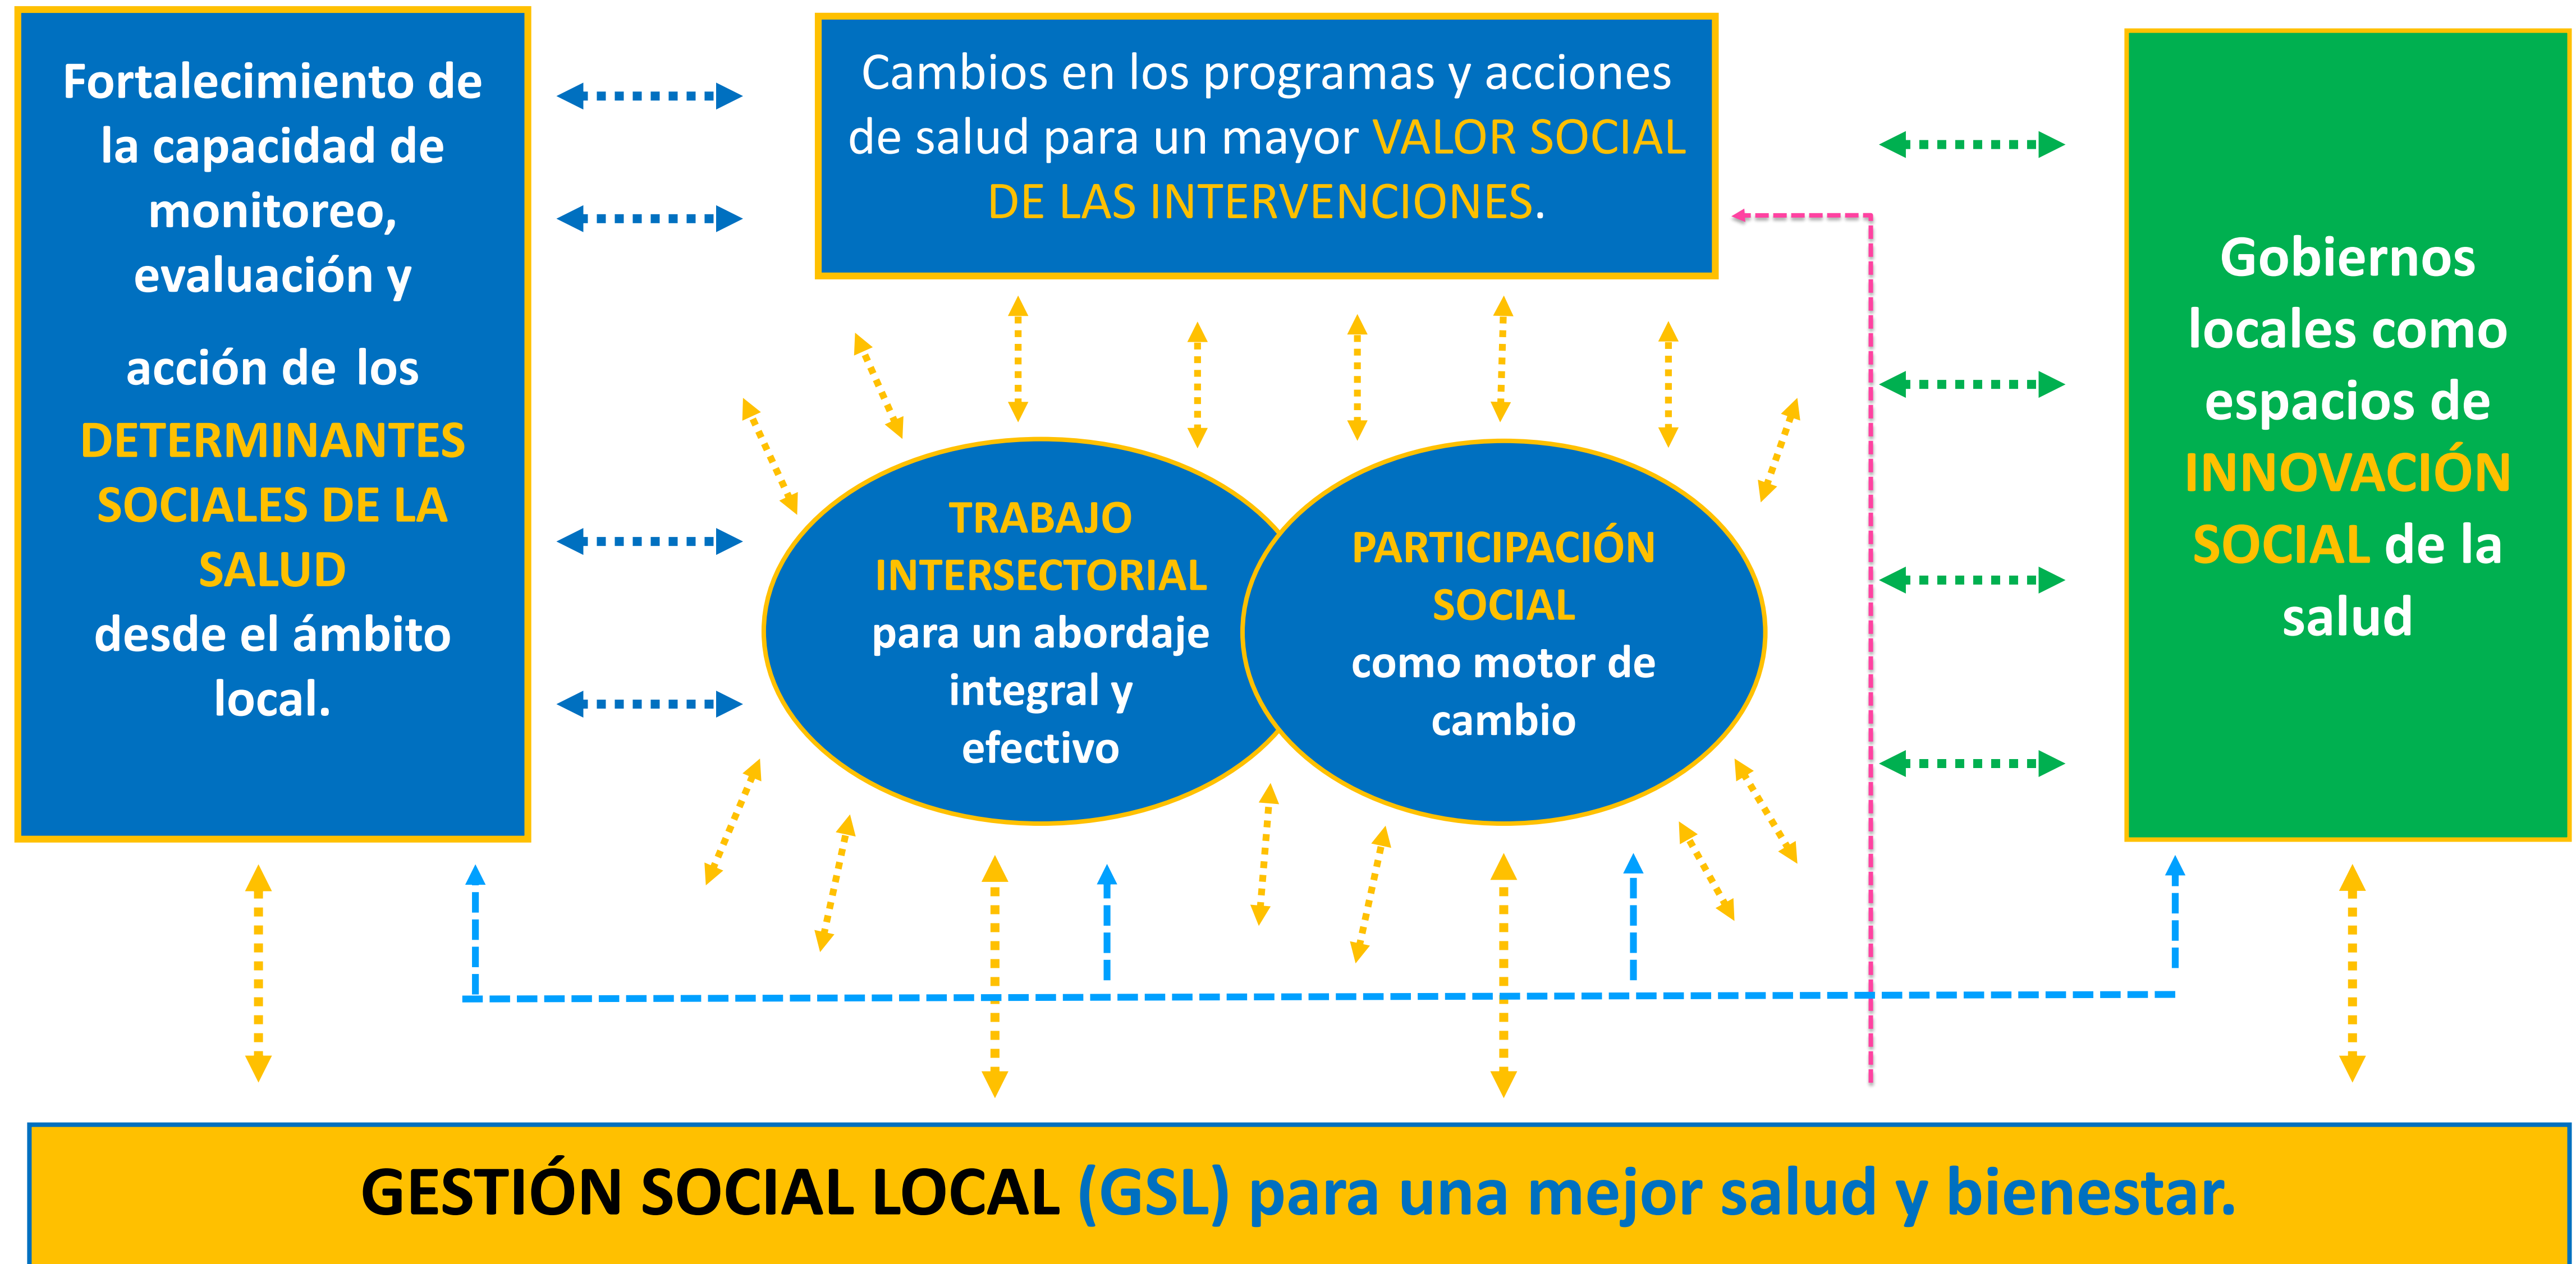 Fortalecimiento de
la capacidad de
monitoreo,
evaluación y
acción de los
DETERMINANTES
SOCIALES DE LA
SALUD
desde el ámbito
local.
Cambios en los programas y acciones
de salud para un mayor VALOR SOCIAL
DE LAS INTERVENCIONES.
TRABAJO
INTERSECTORIAL
para un abordaje
integral y
efectivo
PARTICIPACIÓN
SOCIAL
como motor de
cambio
Gobiernos
locales como
espacios de
INNOVACIÓN
SOCIAL de la
salud
GESTIÓN SOCIAL LOCAL (GSL) para una mejor salud y bienestar.